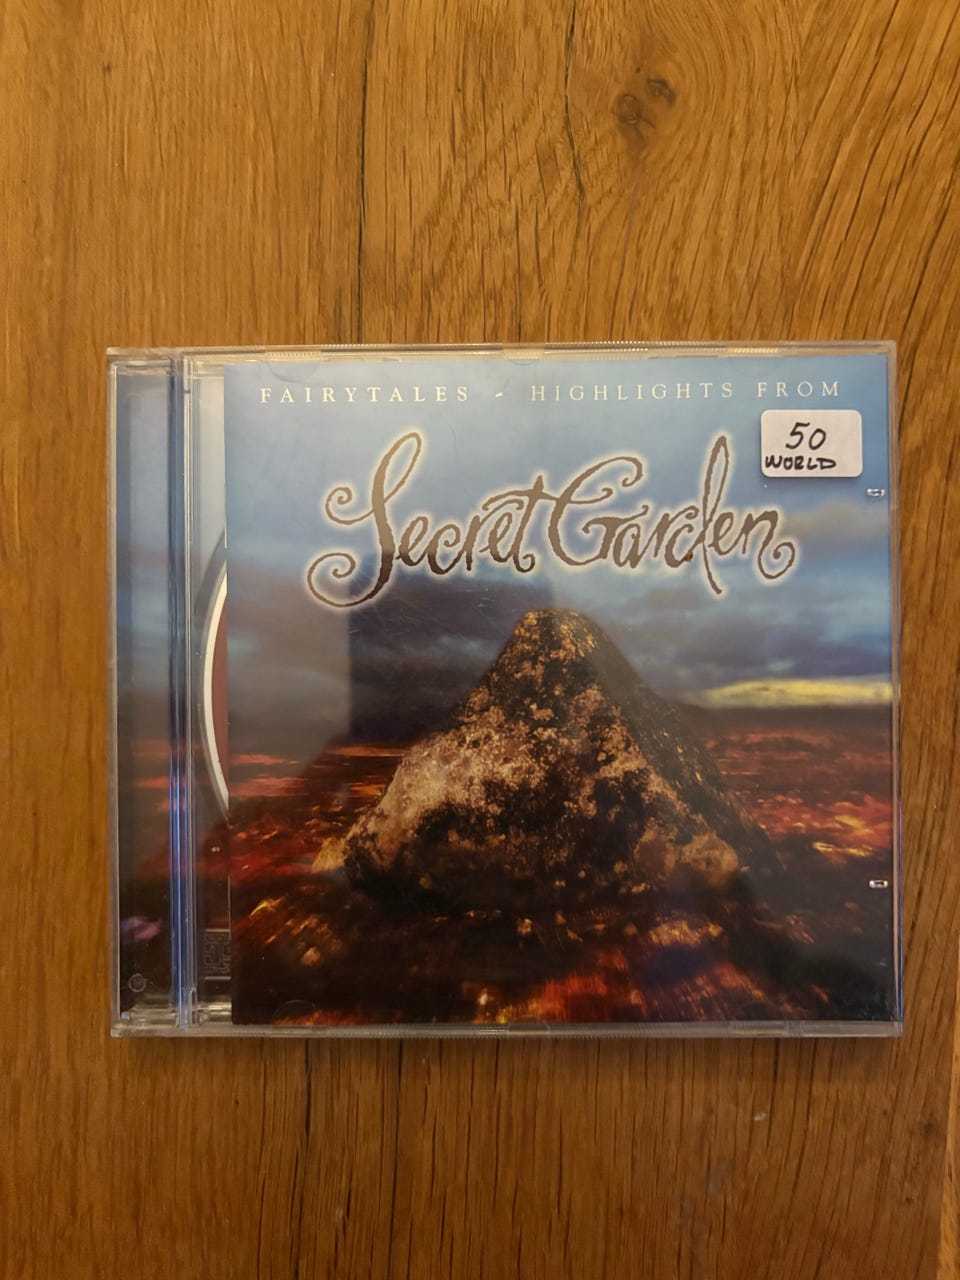 FAIRYTALES - HIGHLIGHTS FROM
50
WORLD
Secret Garden